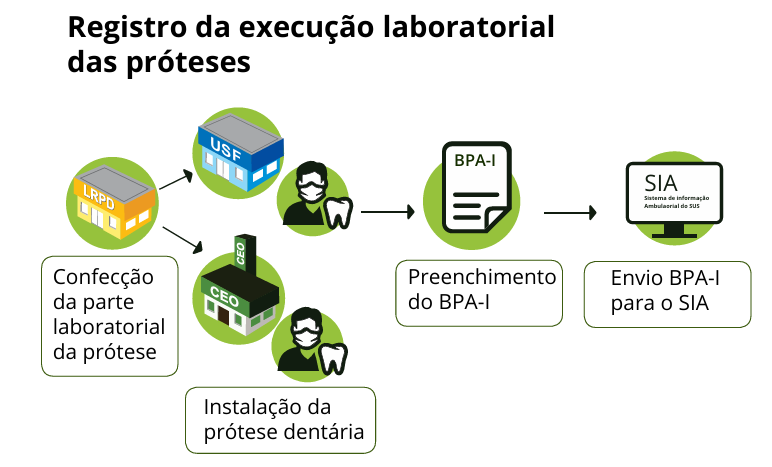 Registro da execução laboratorial
das próteses
USF
LRPD
CEO
CEO
BPA-I
SIA
Sistema de informação
Ambulaorial do SUS
Confecção
da parte
laboratorial
da prótese
Instalação da
prótese dentária
Preenchimento
do BPA-I
Envio BPA-I
para o SIA